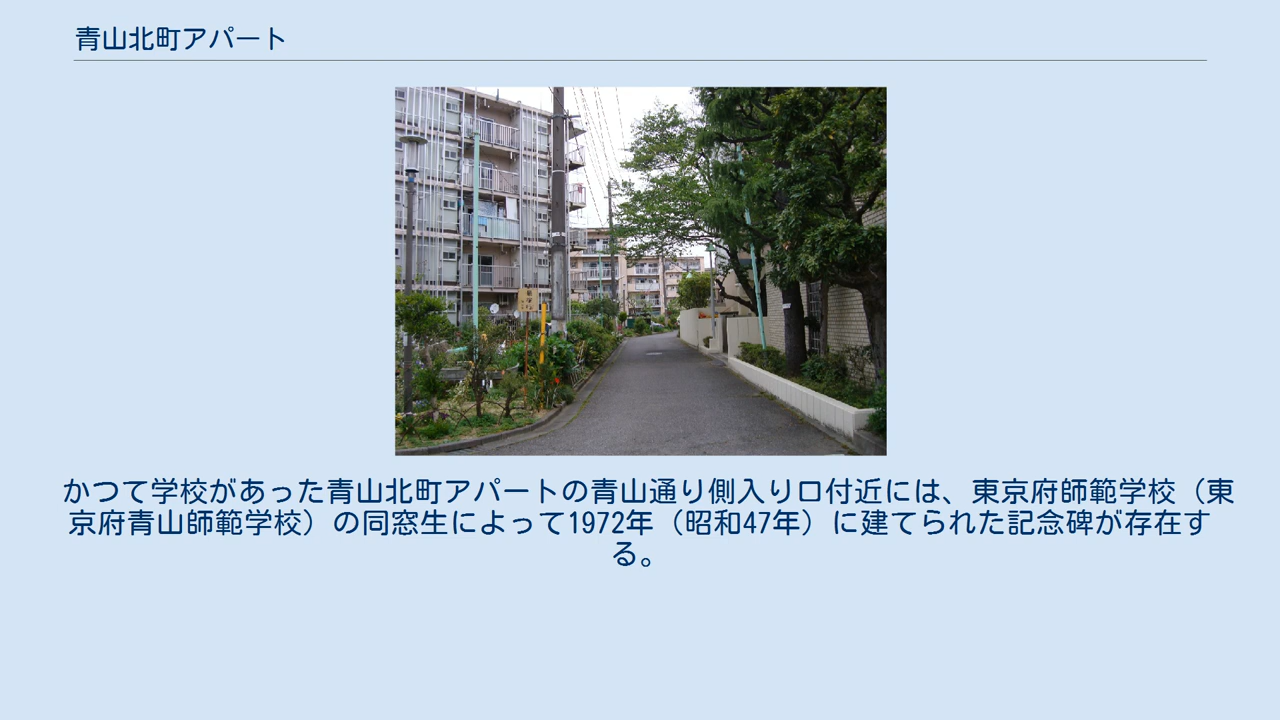 青山北町アパート
かつて学校があった青山北町アパートの青山通り側入り口付近には、東京府師範学校（東
京府青山師範学校）の同窓生によって1972年（昭和47年）に建てられた記念碑が存在す
る。